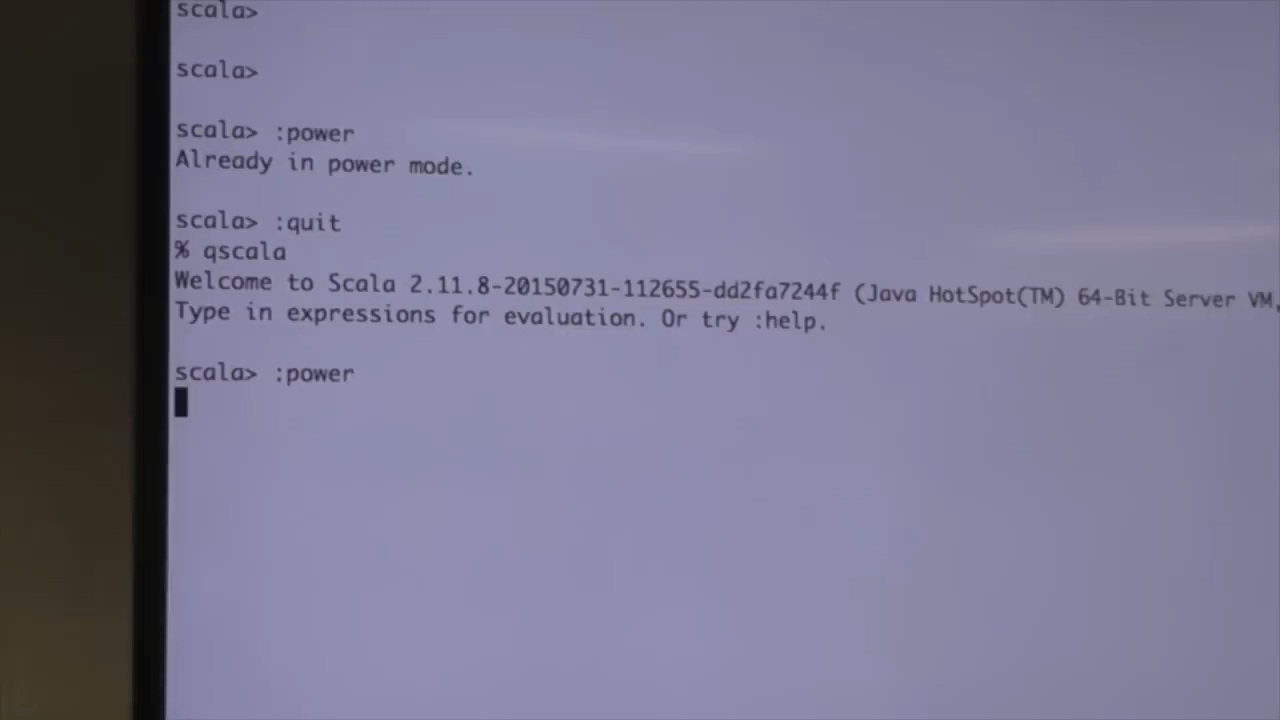 scala>
scala>
scala> :power
Already in power mode.
scala> :quit
% qscala
Welcome to Scala 2.11.8-20150731-112655-dd2fa7244f (Java HotSpot(TM) 64-Bit Server VM,
Type in expressions for evaluation. Or try :help.
scala> :power